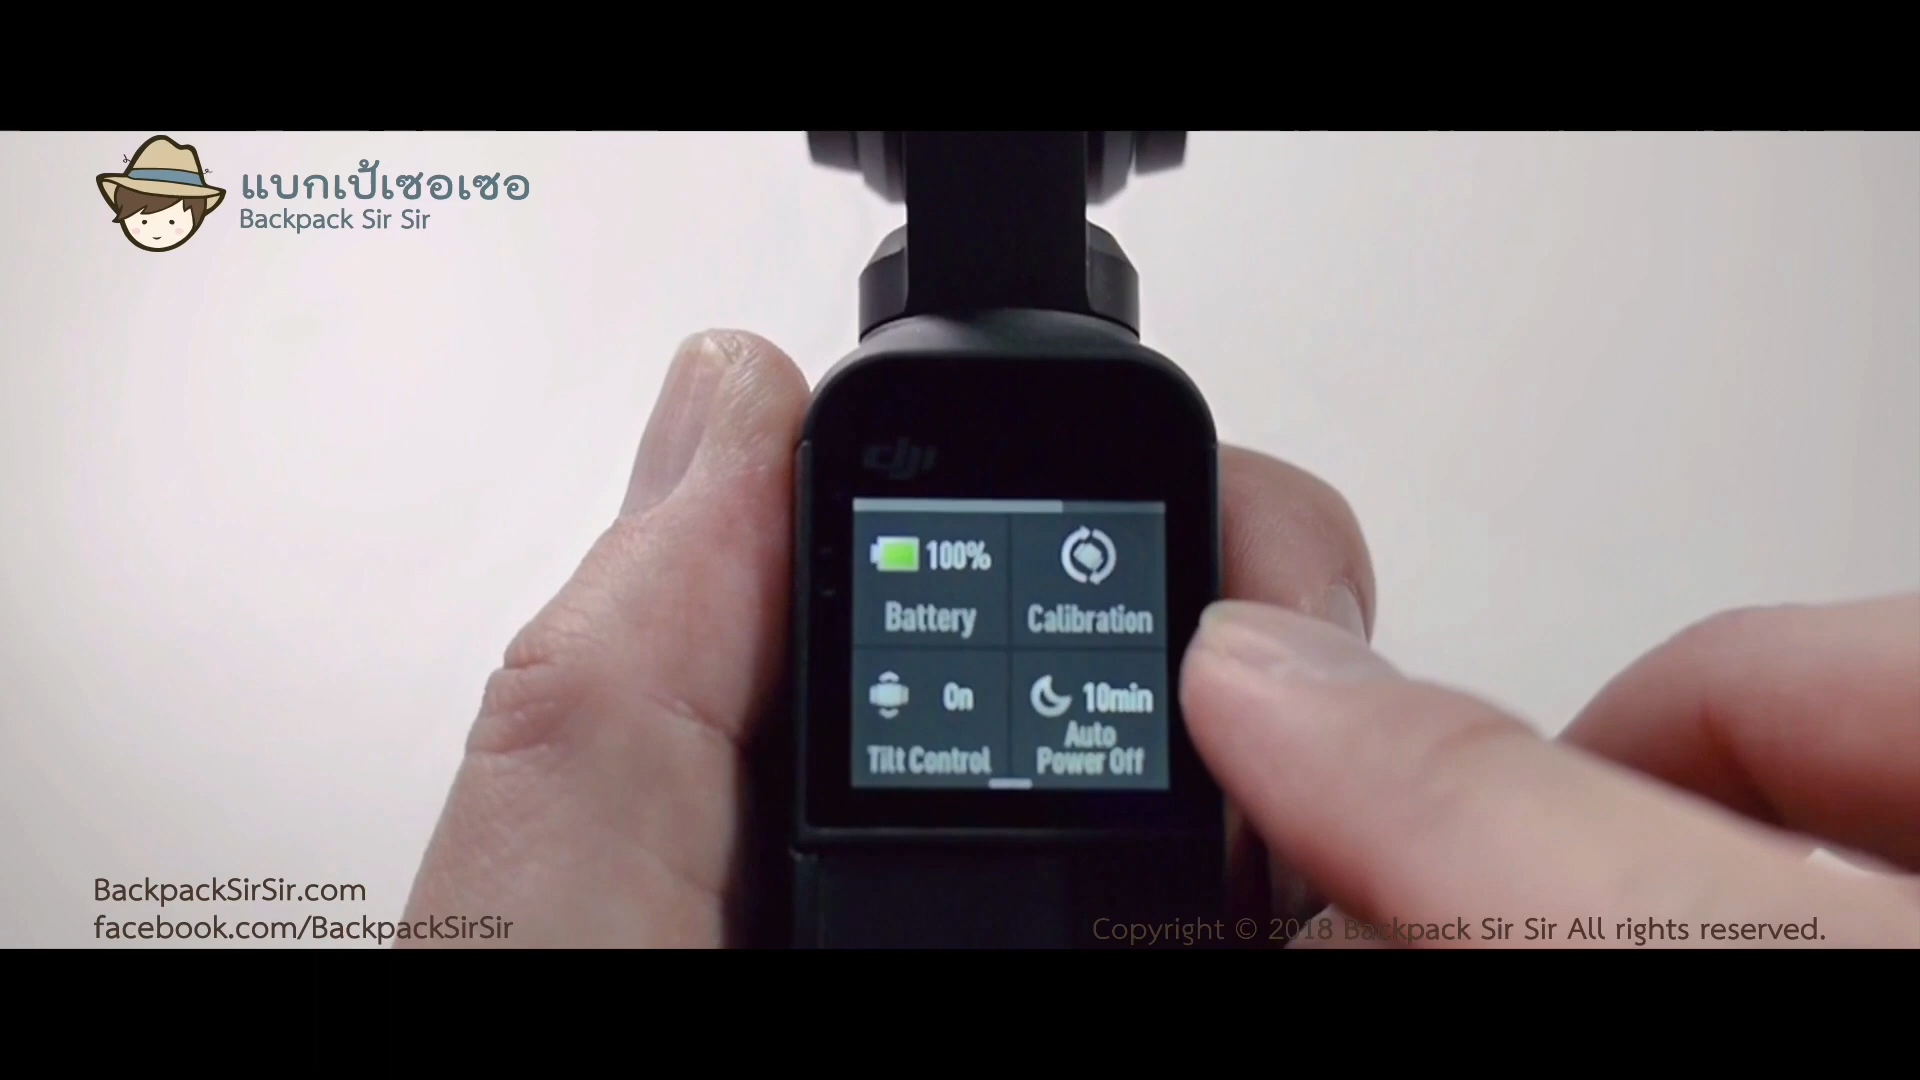 แบกเป้เซอเซอ
Backpack Sir Sir
dji
100%
Battery
Calibration
On
Tilt Control
10min
Auto
Power Off
BackpackSirSir.com
facebook.com/BackpackSirSir
Copyright © 2018 Backpack Sir Sir All rights reserved.